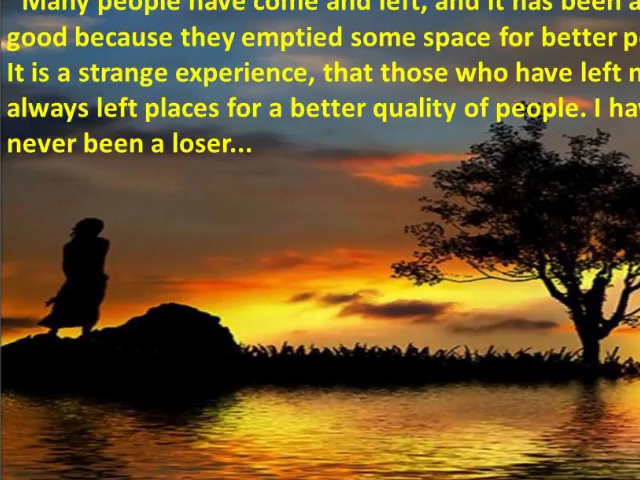 Many people have come and left, and it has been a
good because they emptied some space for better p
It is a strange experience, that those who have left m
always left places for a better quality of people. I hav
never been a loser...